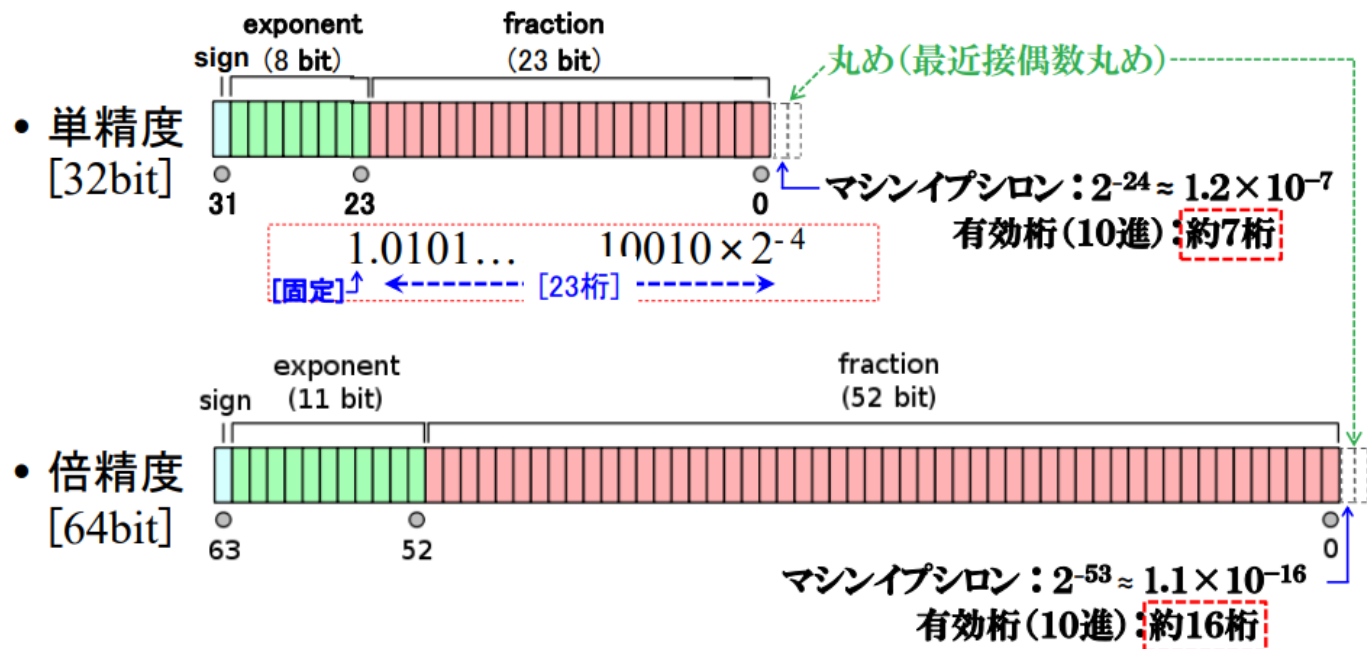 exponent
(8 bit)
fraction
(23 bit)
sign
丸め(最近接偶数丸め)
• 単精度
[32bit]
31
23
0
マシンイプシロン:2⁻²⁴ ≈ 1.2×10⁻⁷
有効桁(10進):約7桁
1.0101… 10010×2⁻⁴
[固定]
[23桁]
exponent
(11 bit)
fraction
(52 bit)
sign
• 倍精度
[64bit]
63
52
0
マシンイプシロン:2⁻⁵³ ≈ 1.1×10⁻¹⁶
有効桁(10進):約16桁